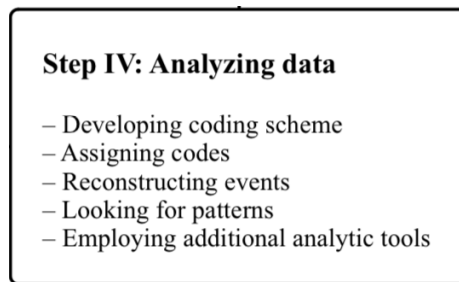 Step IV: Analyzing data
– Developing coding scheme
– Assigning codes
– Reconstructing events
– Looking for patterns
– Employing additional analytic tools